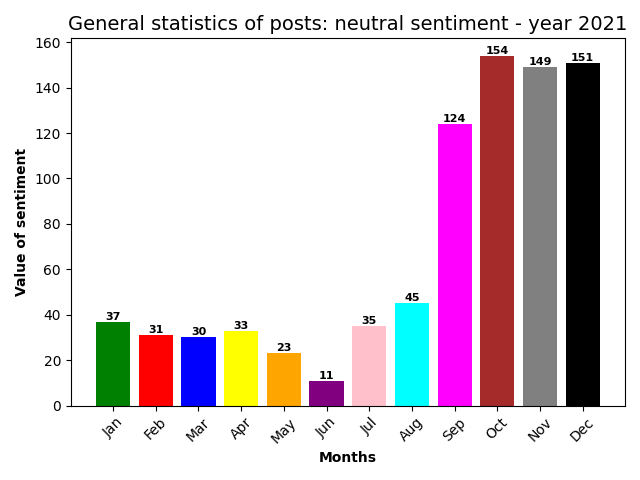 General statistics of posts: neutral sentiment - year 2021
Value of sentiment
160
140
120
100
80
60
40
20
0
37
31
30
33
23
11
35
45
124
154
149
151
Jan
Feb
Mar
Apr
May
Jun
Jul
Aug
Sep
Oct
Nov
Dec
Months